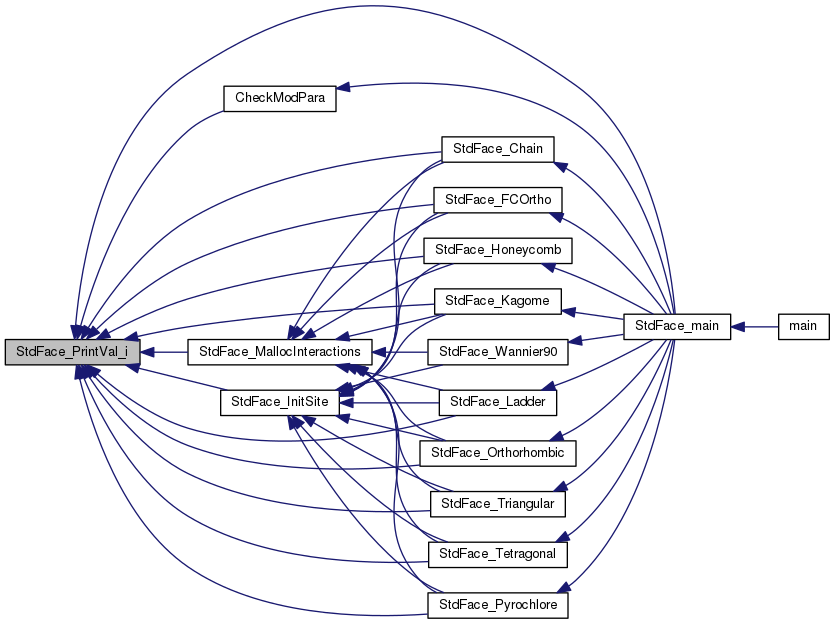 CheckModPara
StdFace_Chain
StdFace_FCOrtho
StdFace_Honeycomb
StdFace_Kagome
StdFace_main
main
StdFace_PrintVal_i
StdFace_MallocInteractions
StdFace_Wannier90
StdFace_InitSite
StdFace_Ladder
StdFace_Orthorhombic
StdFace_Triangular
StdFace_Tetragonal
StdFace_Pyrochlore